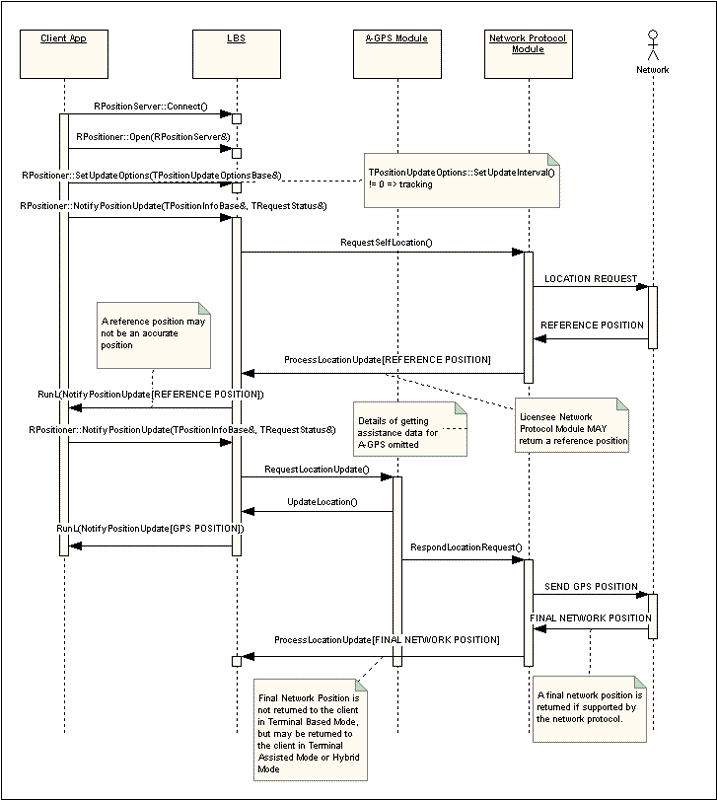 Client App
LBS
A-GPS Module
Network Protocol
Module
Network
RPositionServer::Connect()
RPositioner::Open(RPositionServer&)
TPositionUpdateOptions::SetUpdateInterval()
!= 0 => tracking
RPositioner::SetUpdateOptions(TPositionUpdateOptionsBase&)
RPositioner::NotifyPositionUpdate(TPositionInfoBase&, TRequestStatus&)
RequestSelfLocation()
LOCATION REQUEST
A reference position may
not be an accurate
position
REFERENCE POSITION
ProcessLocationUpdate[REFERENCE POSITION]
RunL(NotifyPositionUpdate[REFERENCE POSITION])
Details of getting
assistance data for
A-GPS omitted
Licensee Network
Protocol Module MAY
return a reference position
RPositioner::NotifyPositionUpdate(TPositionInfoBase&, TRequestStatus&)
RequestLocationUpdate()
UpdateLocation()
RunL(NotifyPositionUpdate[GPS POSITION])
RespondLocationRequest()
SEND GPS POSITION
FINAL NETWORK POSITION
ProcessLocationUpdate[FINAL NETWORK POSITION]
Final Network Position is
not returned to the client
in Terminal Based Mode,
but may be returned to
the client in Terminal
Assisted Mode or Hybrid
Mode
A final network position is
returned if supported by
the network protocol.